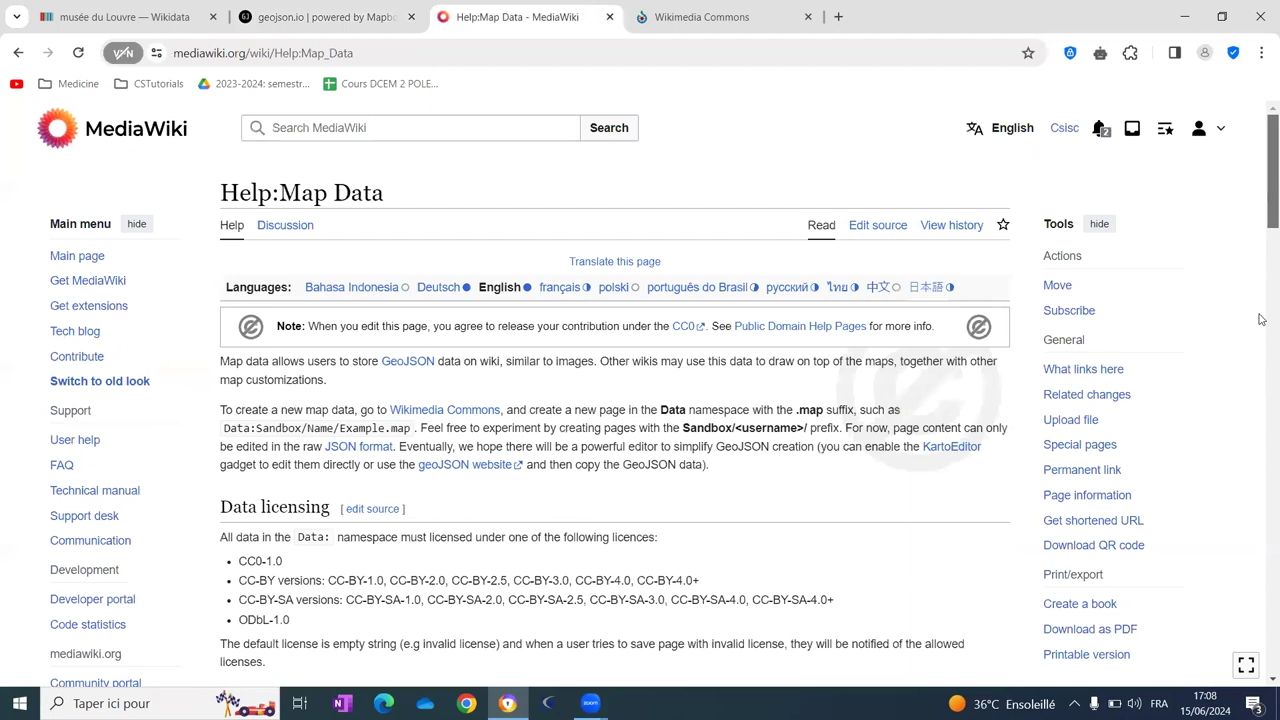 musée du Louvre — Wikidata
geojson.io | powered by Mapb
Help:Map Data - MediaWiki
Wikimedia Commons
VPN
mediawiki.org/wiki/Help:Map_Data
Medicine
CSTutorials
2023-2024: semestr...
Cours DCEM 2 POLE...
MediaWiki
Search MediaWiki
Search
English
Csisc
2
Help:Map Data
Main menu
hide
Help
Discussion
Read
Edit source
View history
Tools
hide
Main page
Get MediaWiki
Get extensions
Tech blog
Contribute
Switch to old look
Support
User help
FAQ
Technical manual
Support desk
Communication
Development
Developer portal
Code statistics
mediawiki.org
Community portal
Translate this page
Languages: Bahasa Indonesia Deutsch English français polski português do Brasil русский ไทย 中文 日本語
Note: When you edit this page, you agree to release your contribution under the CC0. See Public Domain Help Pages for more info.
Map data allows users to store GeoJSON data on wiki, similar to images. Other wikis may use this data to draw on top of the maps, together with other
map customizations.
To create a new map data, go to Wikimedia Commons, and create a new page in the Data namespace with the .map suffix, such as
Data:Sandbox/Name/Example.map . Feel free to experiment by creating pages with the Sandbox/<username>/ prefix. For now, page content can only
be edited in the raw JSON format. Eventually, we hope there will be a powerful editor to simplify GeoJSON creation (you can enable the KartoEditor
gadget to edit them directly or use the geoJSON website and then copy the GeoJSON data).
Data licensing [ edit source ]
All data in the Data: namespace must licensed under one of the following licences:
• CC0-1.0
• CC-BY versions: CC-BY-1.0, CC-BY-2.0, CC-BY-2.5, CC-BY-3.0, CC-BY-4.0, CC-BY-4.0+
• CC-BY-SA versions: CC-BY-SA-1.0, CC-BY-SA-2.0, CC-BY-SA-2.5, CC-BY-SA-3.0, CC-BY-SA-4.0, CC-BY-SA-4.0+
• ODbL-1.0
The default license is empty string (e.g invalid license) and when a user tries to save page with invalid license, they will be notified of the allowed
licenses.
Actions
Move
Subscribe
General
What links here
Related changes
Upload file
Special pages
Permanent link
Page information
Get shortened URL
Download QR code
Print/export
Create a book
Download as PDF
Printable version
Taper ici pour
zoom
36°C Ensoleillé
FRA
17:08
15/06/2024
3